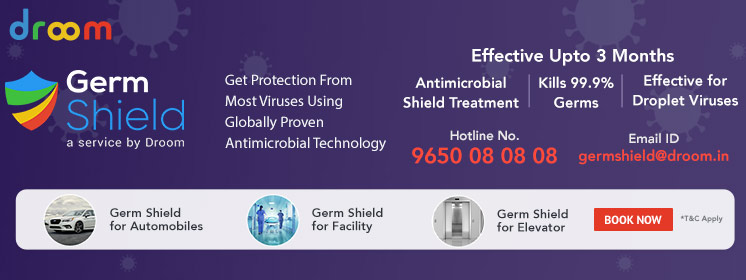 droom
Germ
Shield
a service by Droom
Get Protection From
Most Viruses Using
Globally Proven
Antimicrobial Technology
Effective Upto 3 Months
Antimicrobial
Shield Treatment
Kills 99.9%
Germs
Effective for
Droplet Viruses
Hotline No.
9650 08 08 08
Email ID
germshield@droom.in
Germ Shield
for Automobiles
Germ Shield
for Facility
Germ Shield
for Elevator
BOOK NOW
*T&C Apply